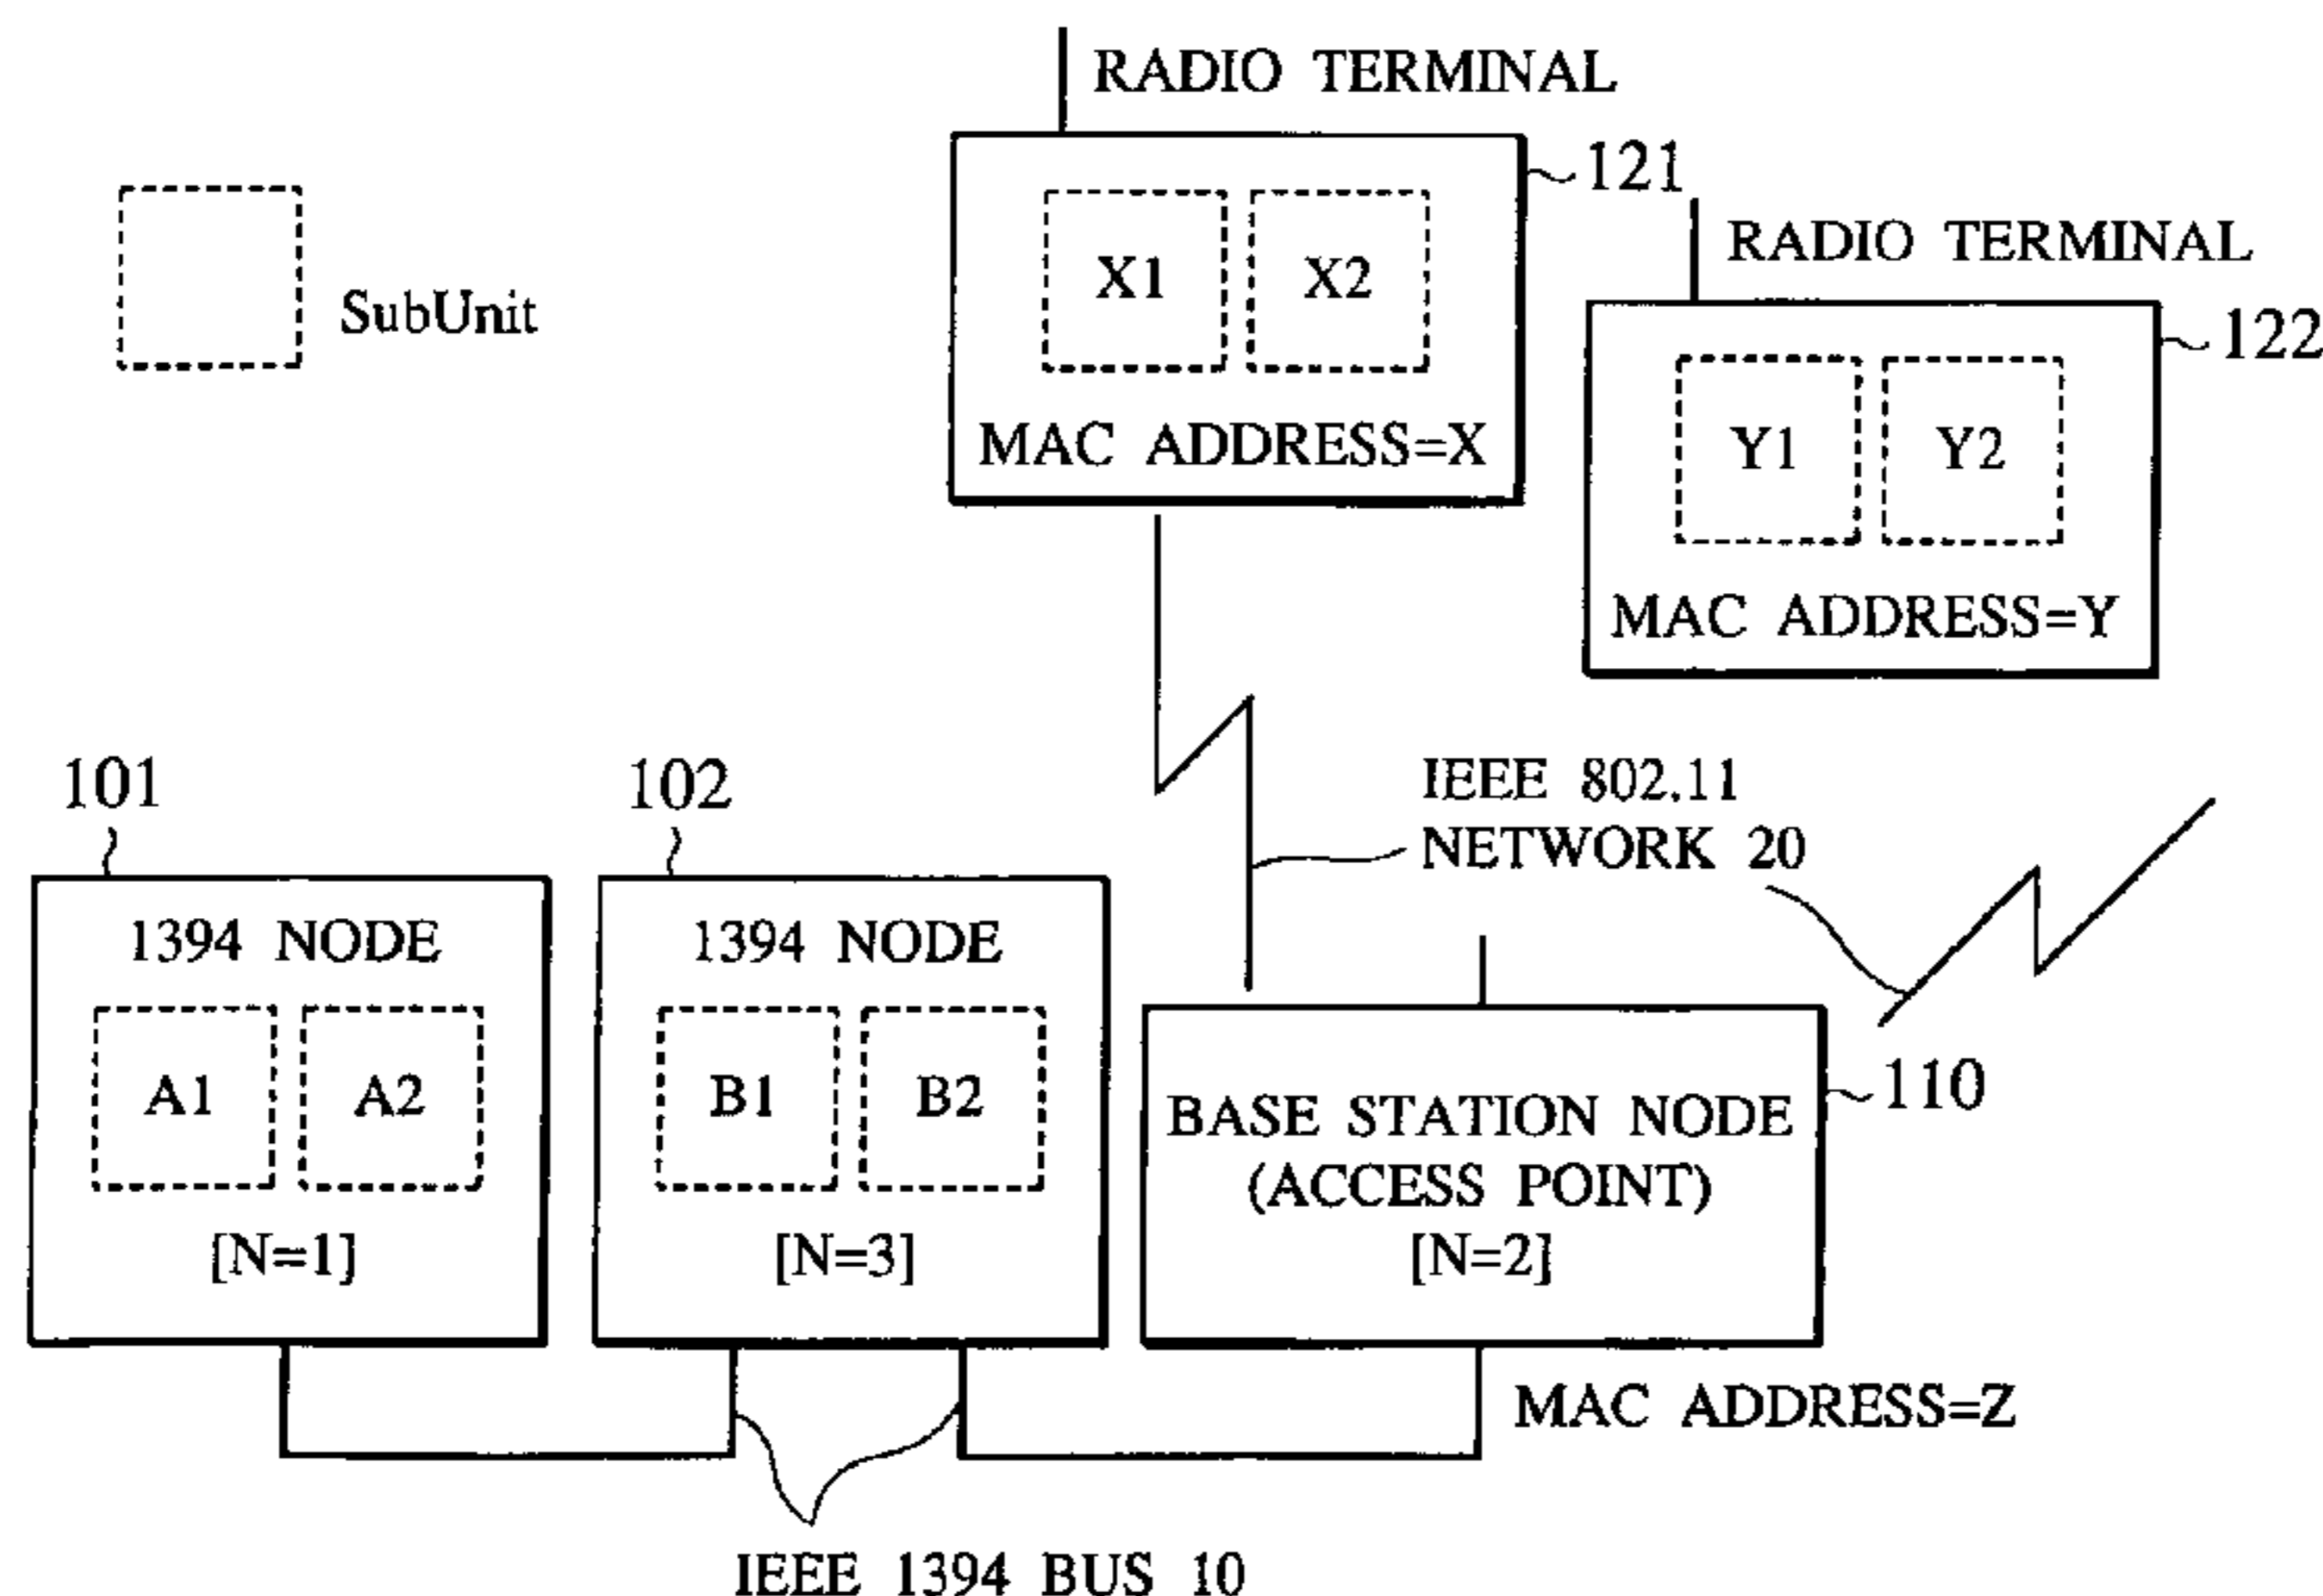 RADIO TERMINAL
121
X1 X2
MAC ADDRESS=X
SubUnit
RADIO TERMINAL
122
Y1 Y2
MAC ADDRESS=Y
IEEE 802.11
NETWORK 20
101
1394 NODE
A1 A2
[N=1]
102
1394 NODE
B1 B2
[N=3]
110
BASE STATION NODE
(ACCESS POINT)
[N=2]
MAC ADDRESS=Z
IEEE 1394 BUS 10